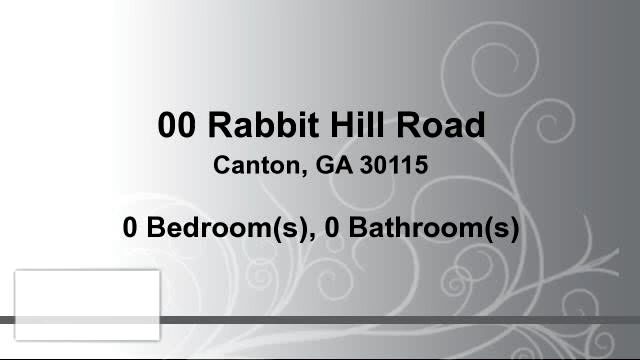 00 Rabbit Hill Road
Canton, GA 30115
0 Bedroom(s), 0 Bathroom(s)